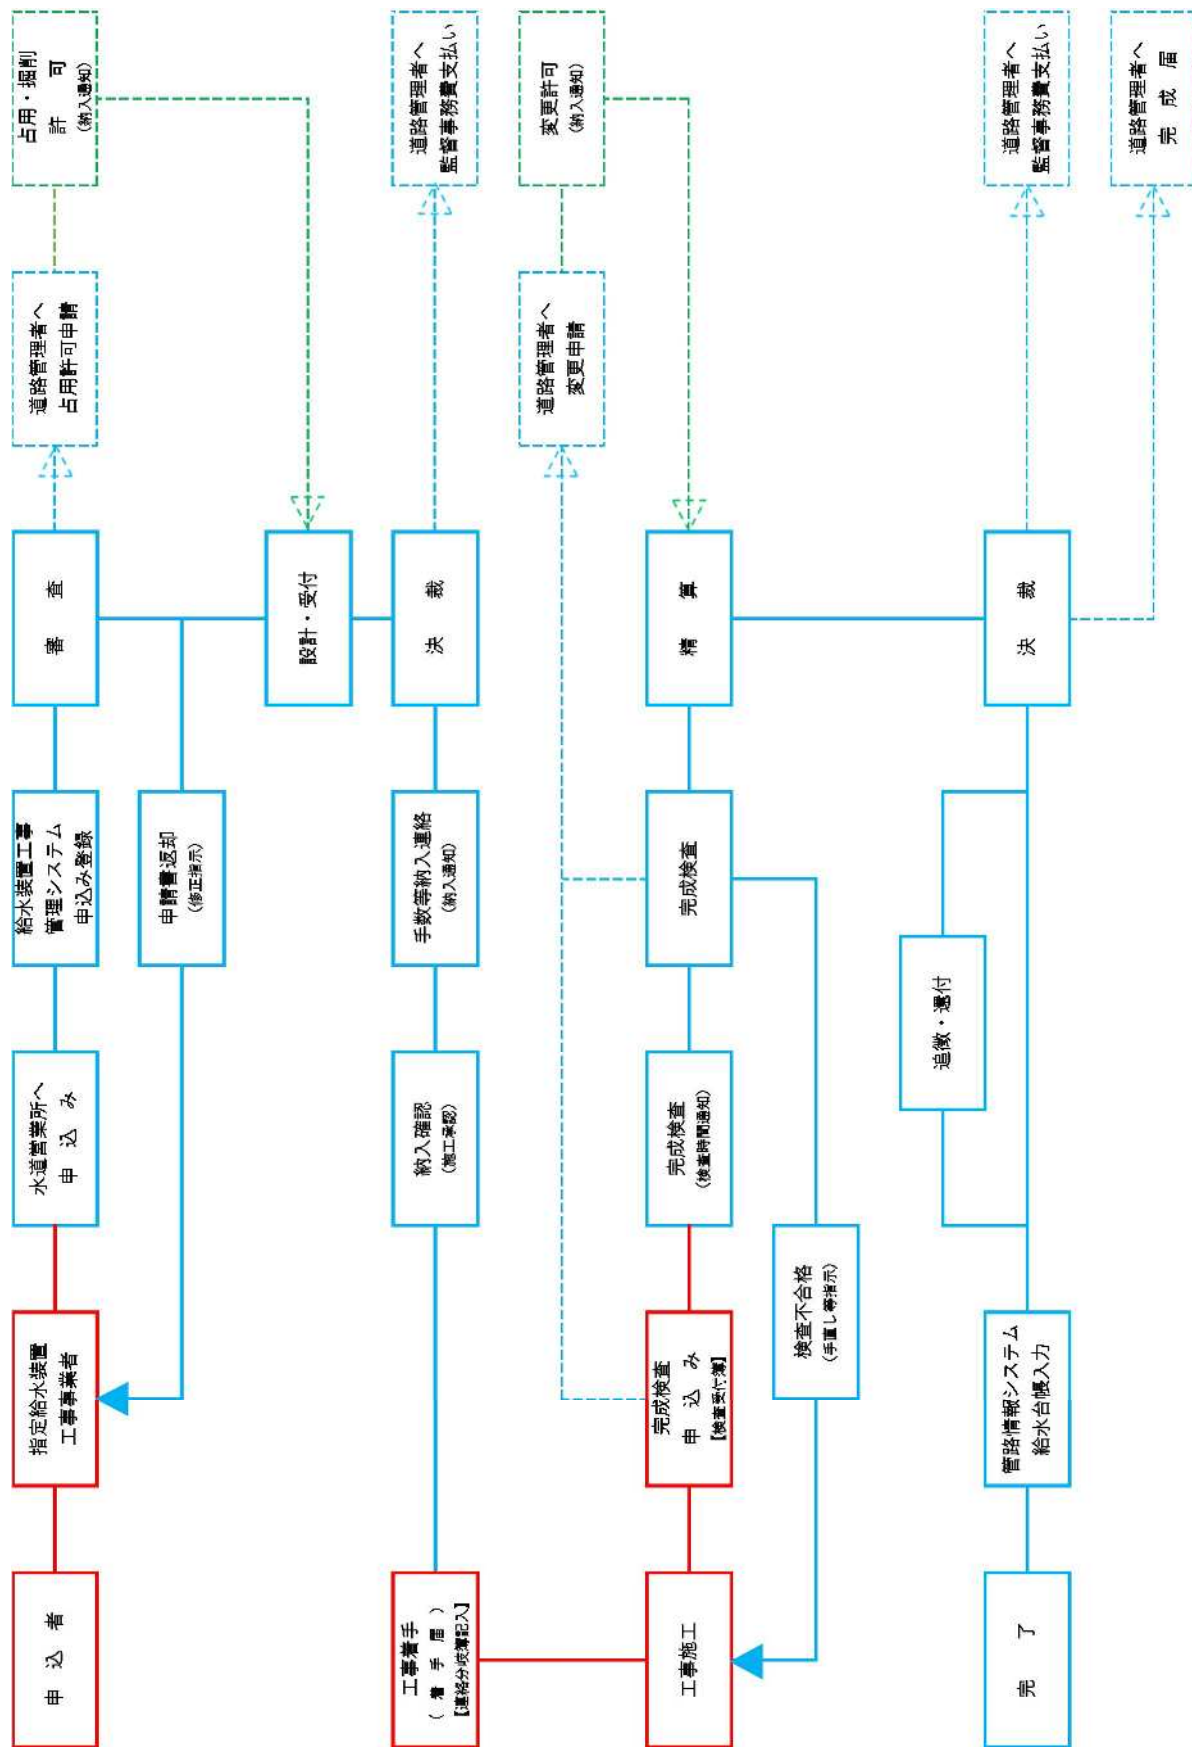 申込者
指定給水装置
工事事業者
水道営業所へ
申込み
給水装置工事
管理システム
申込み登録
審査
道路管理者へ
占用許可申請
占用・掘削
許可
(納入通知)
申請書返却
(修正指示)
設計・受付
工事着手
(着手届)
【連絡分岐簿記入】
納入確認
(施工承認)
手数等納入連絡
(納入通知)
決裁
道路管理者へ
監督事務費支払い
道路管理者へ
変更申請
変更許可
(納入通知)
工事施工
完成検査
申込み
【検査受付簿】
完成検査
(検査時間通知)
完成検査
精算
検査不合格
(手直し等指示)
追徴・還付
完了
管路情報システム
給水台帳入力
決裁
道路管理者へ
監督事務費支払い
道路管理者へ
完成届